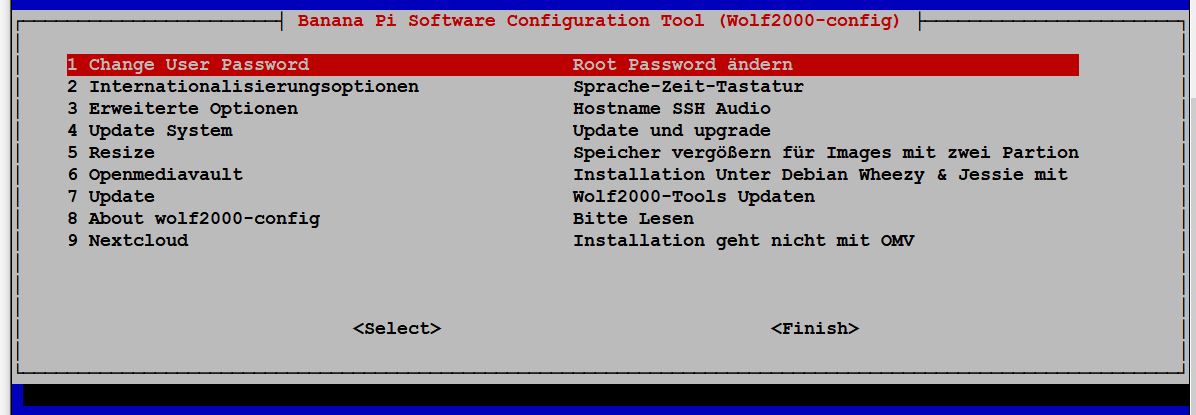 Banana Pi Software Configuration Tool (Wolf2000-config)
1 Change User Password Root Password ändern
2 Internationalisierungsoptionen Sprache-Zeit-Tastatur
3 Erweiterte Optionen Hostname SSH Audio
4 Update System Update und upgrade
5 Resize Speicher vergößern für Images mit zwei Partion
6 Openmediavault Installation Unter Debian Wheezy & Jessie mit
7 Update Wolf2000-Tools Updaten
8 About wolf2000-config Bitte Lesen
9 Nextcloud Installation geht nicht mit OMV
<Select> <Finish>